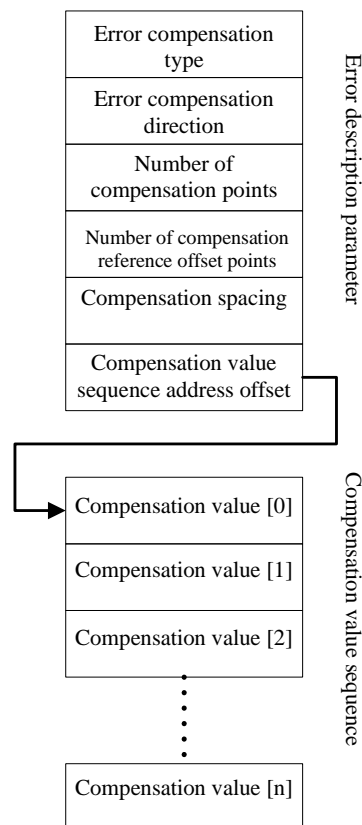 Error compensation
type
Error compensation
direction
Number of
compensation points
Number of compensation
reference offset points
Compensation spacing
Compensation value
sequence address offset
Error description parameter
Compensation value [0]
Compensation value [1]
Compensation value [2]
Compensation value [n]
Compensation value sequence